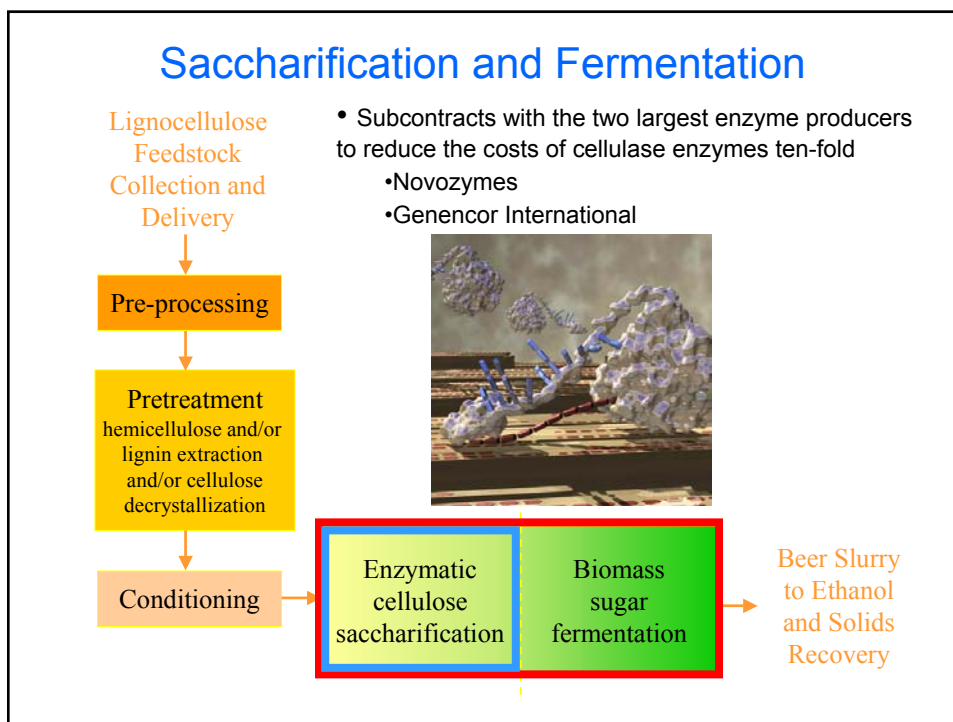 Saccharification and Fermentation
Lignocellulose
Feedstock
Collection and
Delivery
• Subcontracts with the two largest enzyme producers
to reduce the costs of cellulase enzymes ten-fold
•Novozymes
•Genencor International
Pre-processing
Pretreatment
hemicellulose and/or
lignin extraction
and/or cellulose
decrystallization
Conditioning
Enzymatic
cellulose
saccharification
Biomass
sugar
fermentation
Beer Slurry
to Ethanol
and Solids
Recovery